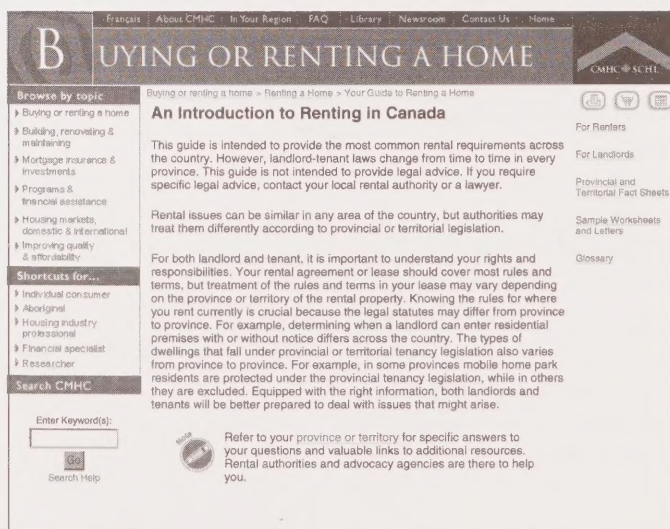 Français | About CMHC | In Your Region | FAQ | Library | Newsroom | Contact Us | Home
BUYING OR RENTING A HOME
CMHC SCHL
Browse by topic
Buying or renting a home
Building, renovating &
maintaining
Mortgage insurance &
investments
Programs &
financial assistance
Housing markets,
domestic & international
Improving quality
& affordability
Shortcuts for...
Individual consumer
Aboriginal
Housing industry
professional
Financial specialist
Researcher
Search CMHC
Enter Keyword(s):
Go
Search Help
Buying or renting a home > Renting a Home > Your Guide to Renting a Home
An Introduction to Renting in Canada
This guide is intended to provide the most common rental requirements across
the country. However, landlord-tenant laws change from time to time in every
province. This guide is not intended to provide legal advice. If you require
specific legal advice, contact your local rental authority or a lawyer.
Rental issues can be similar in any area of the country, but authorities may
treat them differently according to provincial or territorial legislation.
For both landlord and tenant, it is important to understand your rights and
responsibilities. Your rental agreement or lease should cover most rules and
terms, but treatment of the rules and terms in your lease may vary depending
on the province or territory of the rental property. Knowing the rules for where
you rent currently is crucial because the legal statutes may differ from province
to province. For example, determining when a landlord can enter residential
premises with or without notice differs across the country. The types of
dwellings that fall under provincial or territorial tenancy legislation also varies
from province to province. For example, in some provinces mobile home park
residents are protected under the provincial tenancy legislation, while in others
they are excluded. Equipped with the right information, both landlords and
tenants will be better prepared to deal with issues that might arise.
Note
Refer to your province or territory for specific answers to
your questions and valuable links to additional resources.
Rental authorities and advocacy agencies are there to help
you.
For Renters
For Landlords
Provincial and
Territorial Fact Sheets
Sample Worksheets
and Letters
Glossary